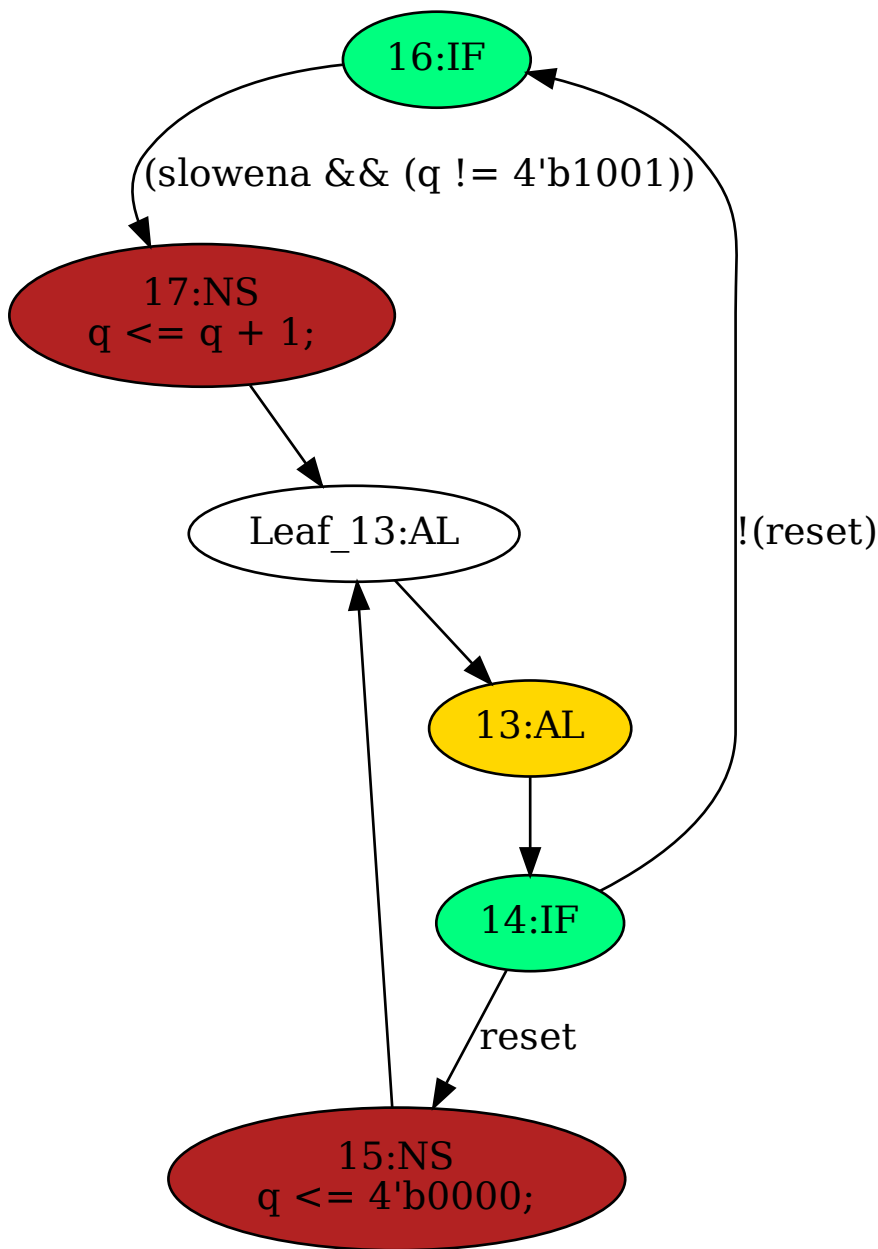 16:IF
(slowena && (q != 4'b1001))
17:NS
q <= q + 1;
Leaf_13:AL
!(reset)
13:AL
14:IF
reset
15:NS
q <= 4'b0000;